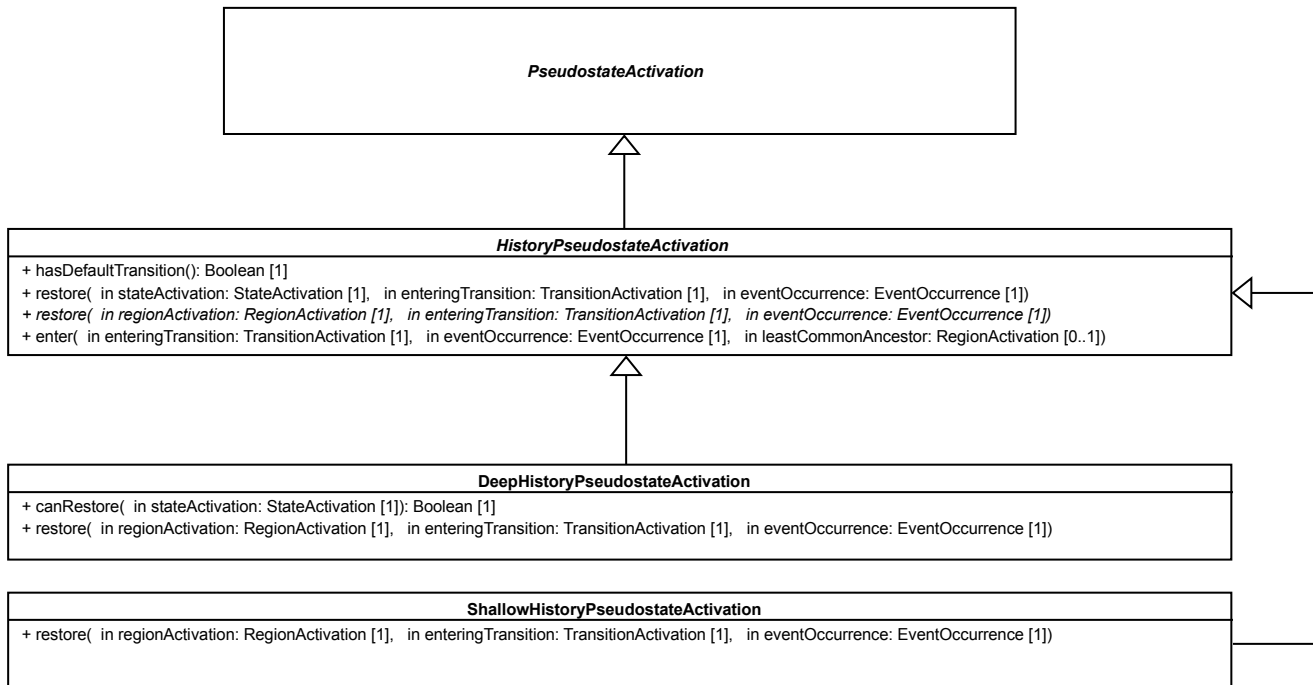 PseudostateActivation
HistoryPseudostateActivation
+ hasDefaultTransition(): Boolean [1]
+ restore( in stateActivation: StateActivation [1], in enteringTransition: TransitionActivation [1], in eventOccurrence: EventOccurrence [1])
+ restore( in regionActivation: RegionActivation [1], in enteringTransition: TransitionActivation [1], in eventOccurrence: EventOccurrence [1])
+ enter( in enteringTransition: TransitionActivation [1], in eventOccurrence: EventOccurrence [1], in leastCommonAncestor: RegionActivation [0..1])
DeepHistoryPseudostateActivation
+ canRestore( in stateActivation: StateActivation [1]): Boolean [1]
+ restore( in regionActivation: RegionActivation [1], in enteringTransition: TransitionActivation [1], in eventOccurrence: EventOccurrence [1])
ShallowHistoryPseudostateActivation
+ restore( in regionActivation: RegionActivation [1], in enteringTransition: TransitionActivation [1], in eventOccurrence: EventOccurrence [1])